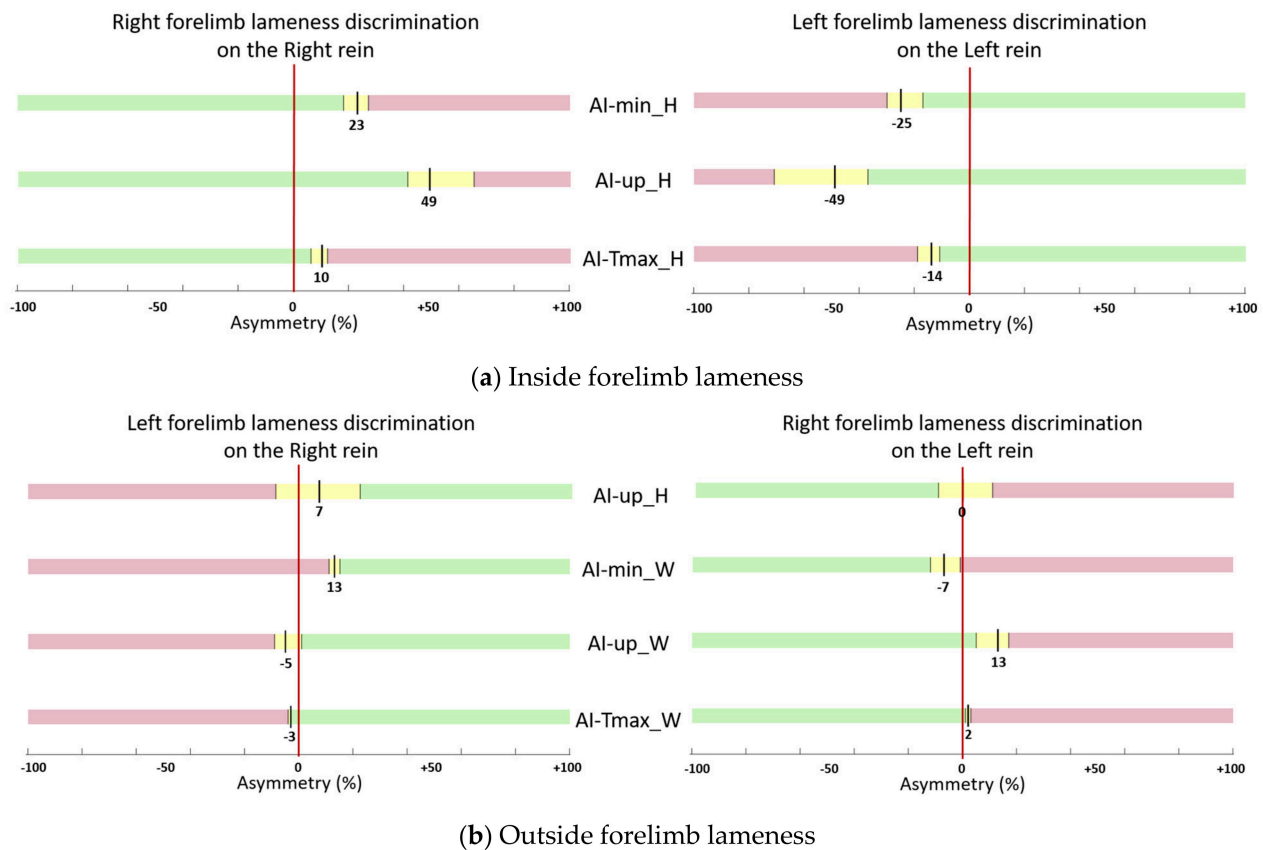 Right forelimb lameness discrimination
on the Right rein
Left forelimb lameness discrimination
on the Left rein
AI-min_H
23
-25
AI-up_H
49
-49
AI-Tmax_H
10
-14
-100 -50 0 +50 +100
Asymmetry (%)
-100 -50 0 +50 +100
Asymmetry (%)
(a) Inside forelimb lameness
Left forelimb lameness discrimination
on the Right rein
Right forelimb lameness discrimination
on the Left rein
AI-up_H
7
0
AI-min_W
13
-7
AI-up_W
-5
13
AI-Tmax_W
-3
2
-100 -50 0 +50 +100
Asymmetry (%)
-100 -50 0 +50 +100
Asymmetry (%)
(b) Outside forelimb lameness